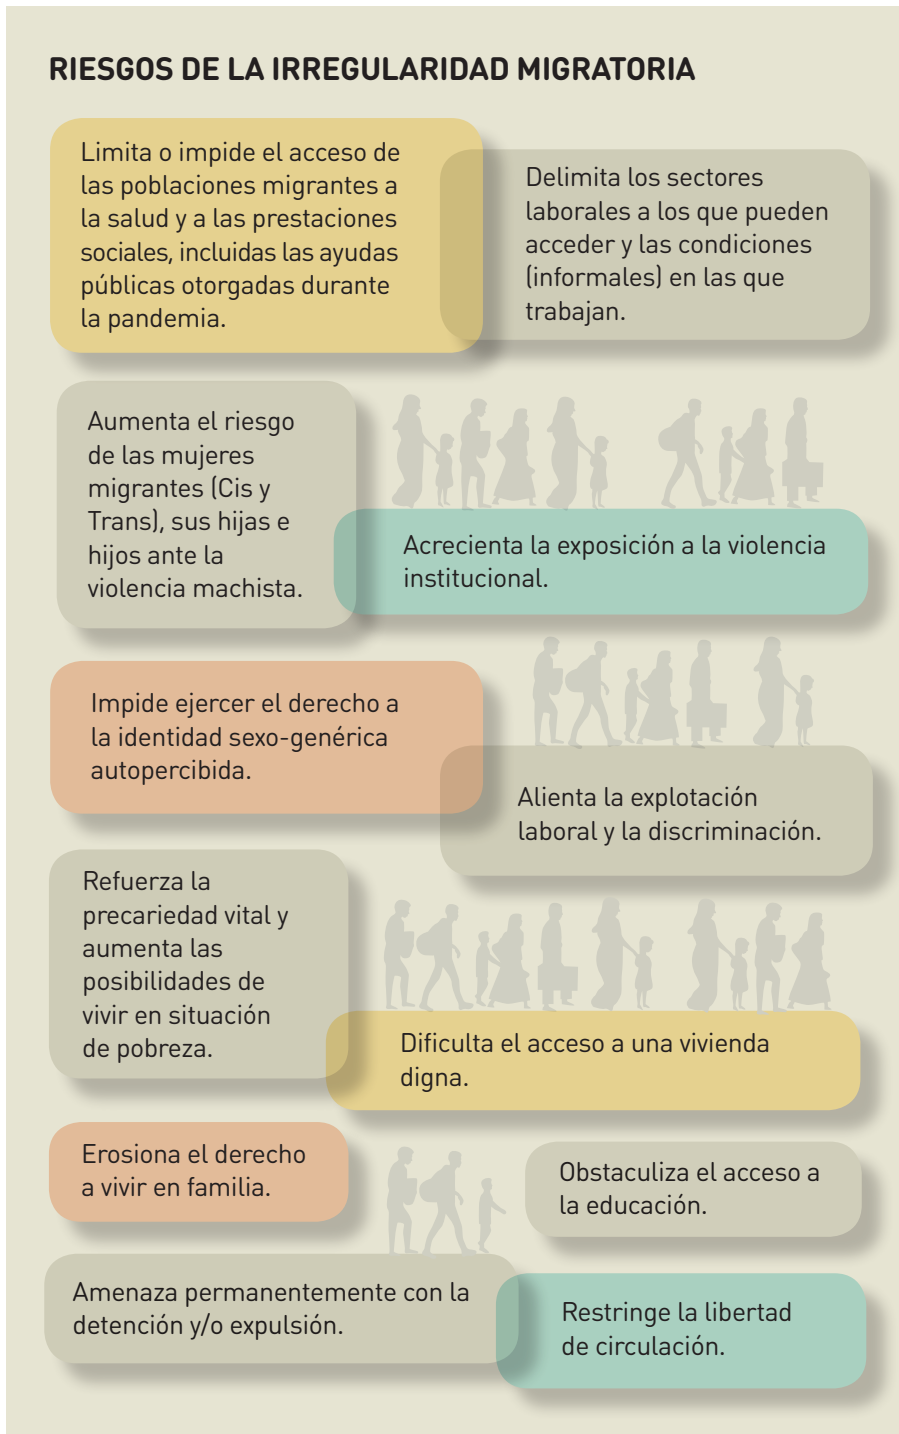 RIESGOS DE LA IRREGULARIDAD MIGRATORIA
Limita o impide el acceso de
las poblaciones migrantes a
la salud y a las prestaciones
sociales, incluidas las ayudas
públicas otorgadas durante
la pandemia.
Delimita los sectores
laborales a los que pueden
acceder y las condiciones
(informales) en las que
trabajan.
Aumenta el riesgo
de las mujeres
migrantes (Cis y
Trans), sus hijas e
hijos ante la
violencia machista.
Acrecienta la exposición a la violencia
institucional.
Impide ejercer el derecho a
la identidad sexo-genérica
autopercibida.
Alienta la explotación
laboral y la discriminación.
Refuerza la
precariedad vital y
aumenta las
posibilidades de
vivir en situación
de pobreza.
Dificulta el acceso a una vivienda
digna.
Erosiona el derecho
a vivir en familia.
Obstaculiza el acceso a
la educación.
Amenaza permanentemente con la
detención y/o expulsión.
Restringe la libertad
de circulación.